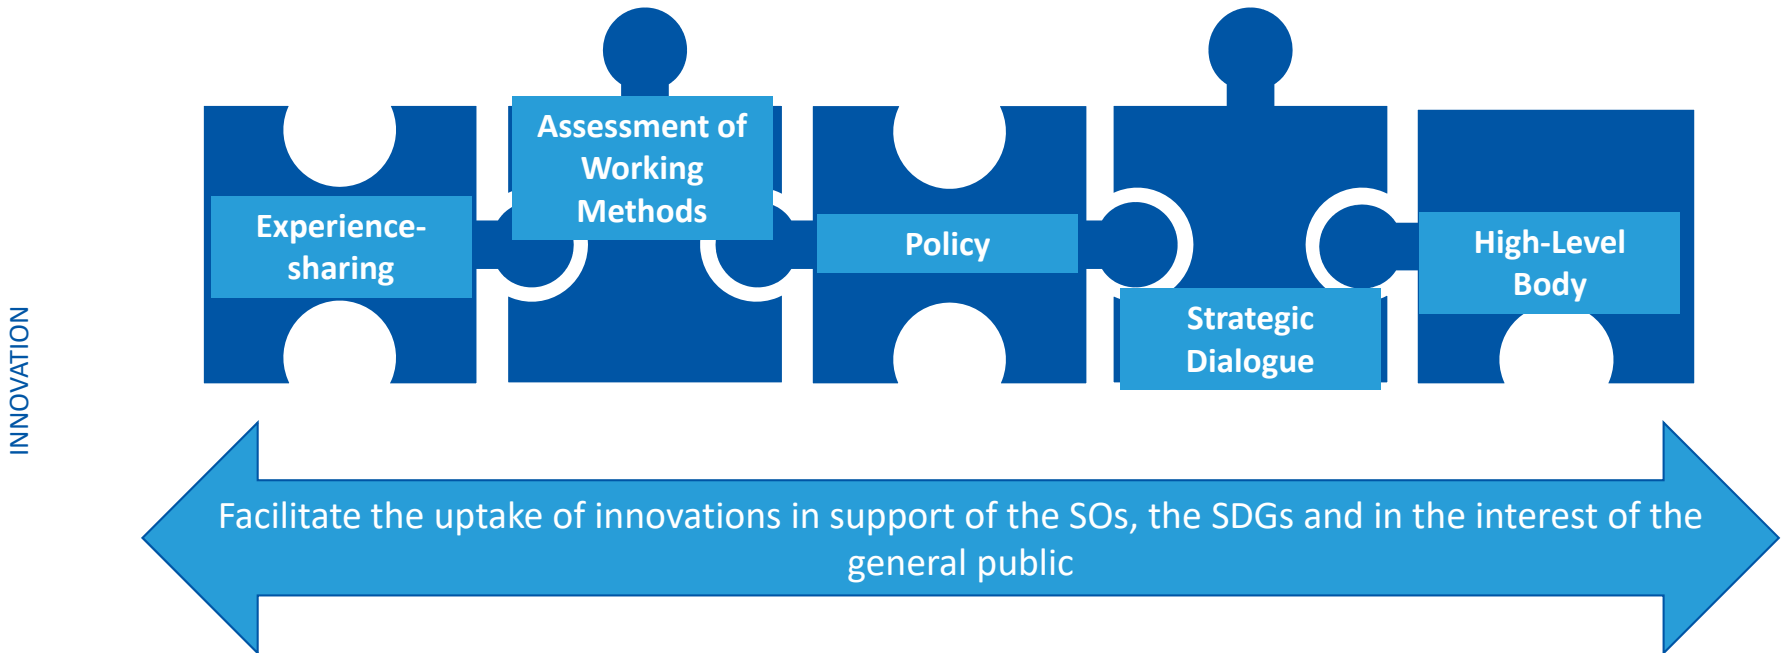 Assessment of
Working
Methods
Experience-
sharing
Policy
High-Level
Body
Strategic
Dialogue
INNOVATION
Facilitate the uptake of innovations in support of the SOs, the SDGs and in the interest of the
general public